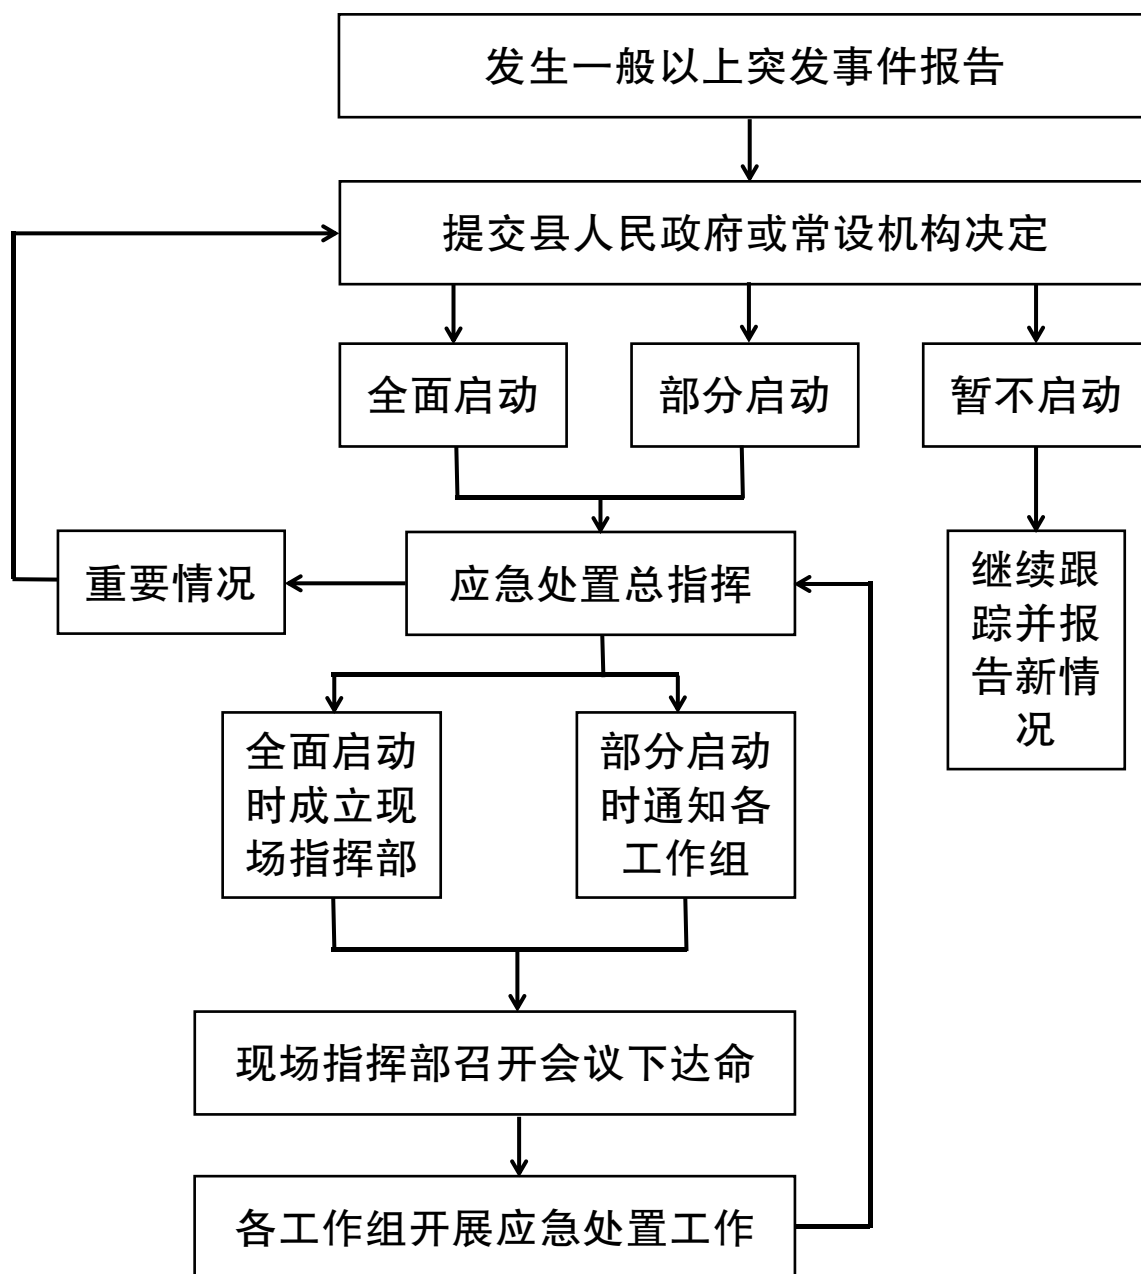 发生一般以上突发事件报告
提交县人民政府或常设机构决定
全面启动
部分启动
暂不启动
重要情况
应急处置总指挥
继续跟
踪并报
告新情
况
全面启动
时成立现
场指挥部
部分启动
时通知各
工作组
现场指挥部召开会议下达命
各工作组开展应急处置工作